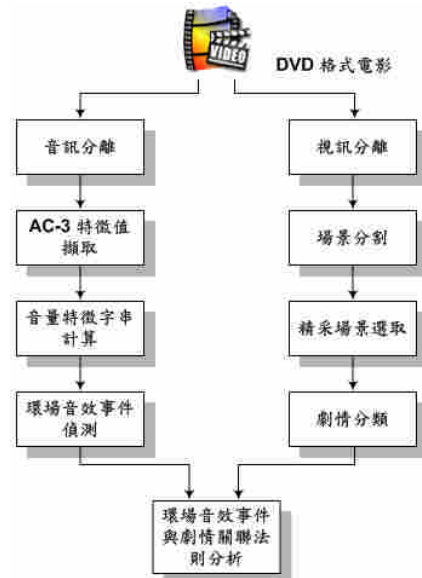 VIDEO
DVD 格式電影
音訊分離
視訊分離
AC-3 特徵值
擷取
場景分割
音量特徵字串
計算
精采場景選取
環場音效事件
偵測
劇情分類
環場音效事件
與劇情關聯法
則分析